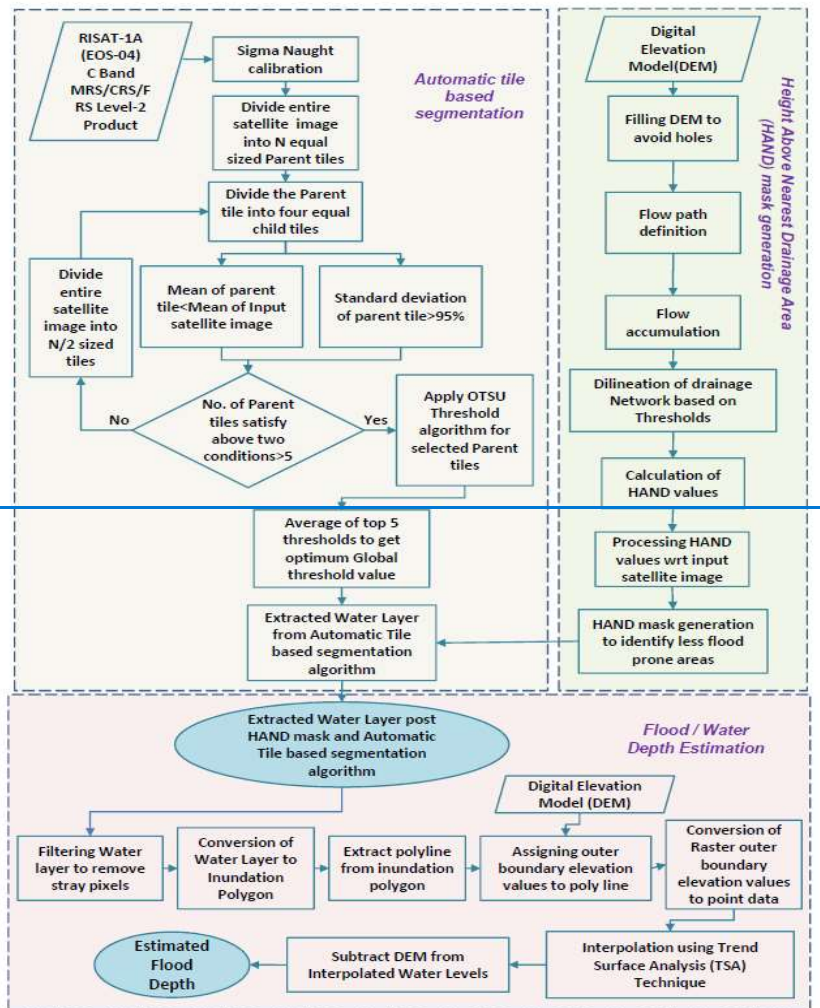 RISAT-1A
(EOS-04)
C Band
MRS/CRS/F
RS Level-2
Product
Sigma Naught
calibration
Automatic tile
based
segmentation
Divide entire
satellite image
into N equal
sized Parent tiles
Divide the Parent
tile into four equal
child tiles
Divide
entire
satellite
image into
N/2 sized
tiles
Mean of parent
tile<Mean of Input
satellite image
Standard deviation
of parent tile>95%
No
No. of Parent
tiles satisfy
above two
conditions>5
Yes
Apply OTSU
Threshold
algorithm for
selected Parent
tiles
Average of top 5
thresholds to get
optimum Global
threshold value
Extracted Water Layer
from Automatic Tile
based segmentation
algorithm
Digital
Elevation
Model(DEM)
Height Above Nearest Drainage Area
(HAND) mask generation
Filling DEM to
avoid holes
Flow path
definition
Flow
accumulation
Dilineation of drainage
Network based on
Thresholds
Calculation of
HAND values
Processing HAND
values wrt input
satellite image
HAND mask generation
to identify less flood
prone areas
Extracted Water Layer post
HAND mask and Automatic
Tile based segmentation
algorithm
Flood / Water
Depth Estimation
Digital Elevation
Model (DEM)
Filtering Water
layer to remove
stray pixels
Conversion of
Water Layer to
Inundation
Polygon
Extract polyline
from inundation
polygon
Assigning outer
boundary elevation
values to poly line
Conversion of
Raster outer
boundary
elevation values
to point data
Interpolation using Trend
Surface Analysis (TSA)
Technique
Subtract DEM from
Interpolated Water Levels
Estimated
Flood
Depth